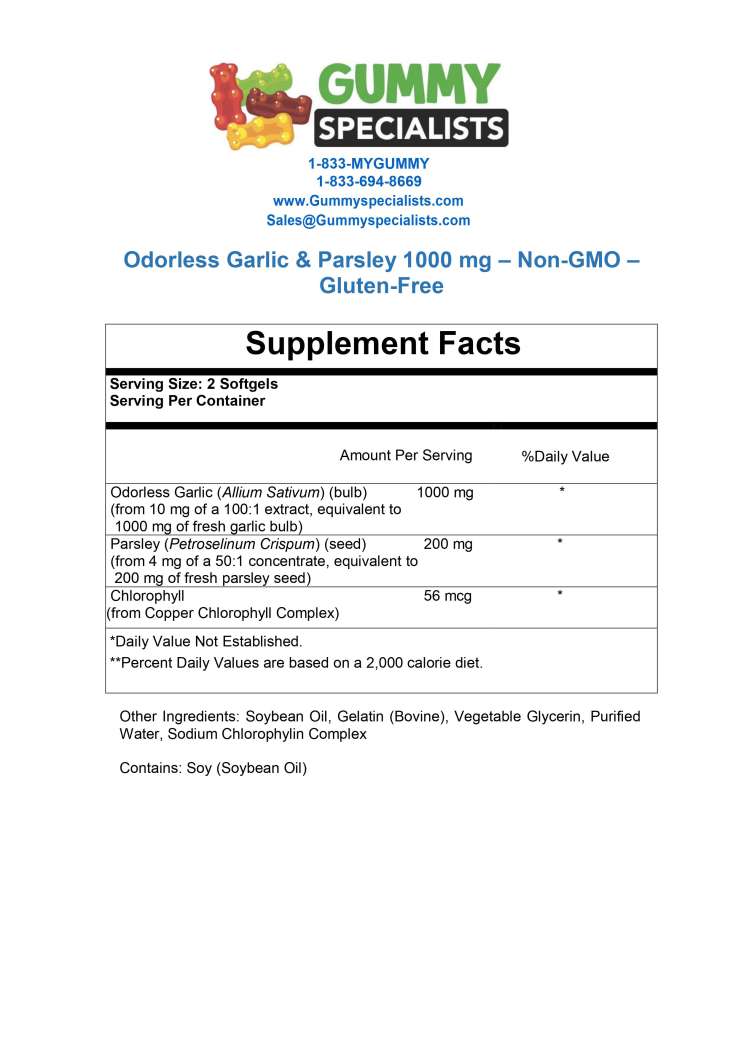 GUMMY
SPECIALISTS
1-833-MYGUMMY
1-833-694-8669
www.Gummyspecialists.com
Sales@Gummyspecialists.com
Odorless Garlic & Parsley 1000 mg – Non-GMO –
Gluten-Free
Supplement Facts
Serving Size: 2 Softgels
Serving Per Container
Amount Per Serving %Daily Value
Odorless Garlic (Allium Sativum) (bulb) 1000 mg *
(from 10 mg of a 100:1 extract, equivalent to
1000 mg of fresh garlic bulb)
Parsley (Petroselinum Crispum) (seed) 200 mg *
(from 4 mg of a 50:1 concentrate, equivalent to
200 mg of fresh parsley seed)
Chlorophyll 56 mcg *
(from Copper Chlorophyll Complex)
*Daily Value Not Established.
**Percent Daily Values are based on a 2,000 calorie diet.
Other Ingredients: Soybean Oil, Gelatin (Bovine), Vegetable Glycerin, Purified
Water, Sodium Chlorophylin Complex
Contains: Soy (Soybean Oil)